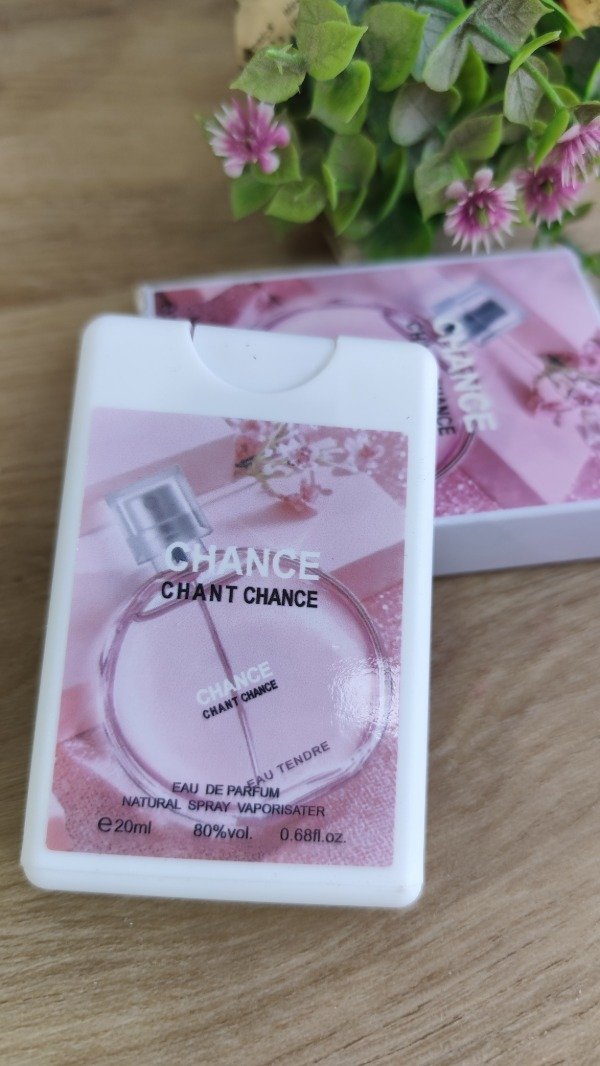 CHANCE
CHANCE
CHANCE
CHANT CHANCE
CHANCE
CHANT CHANCE
EAU TENDRE
EAU DE PARFUM
NATURAL SPRAY VAPORISATER
℮20ml 80%vol. 0.68fl.oz.